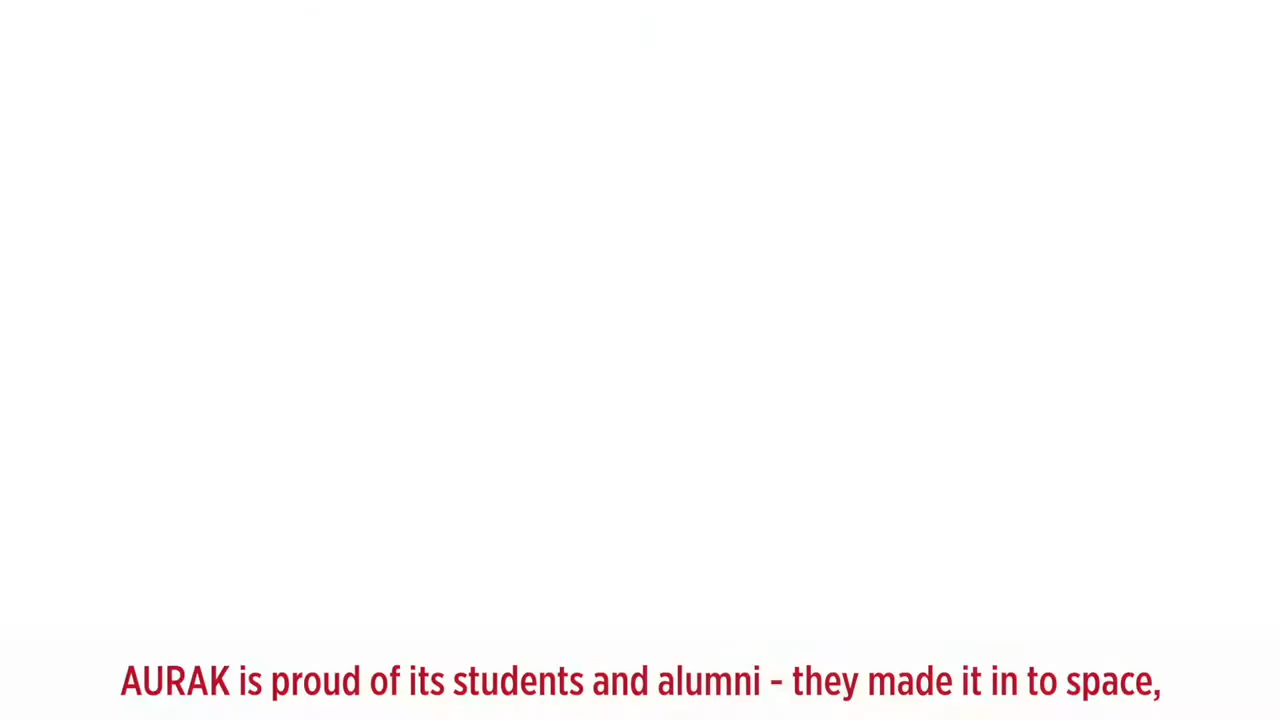 AURAK is proud of its students and alumni - they made it in to space,